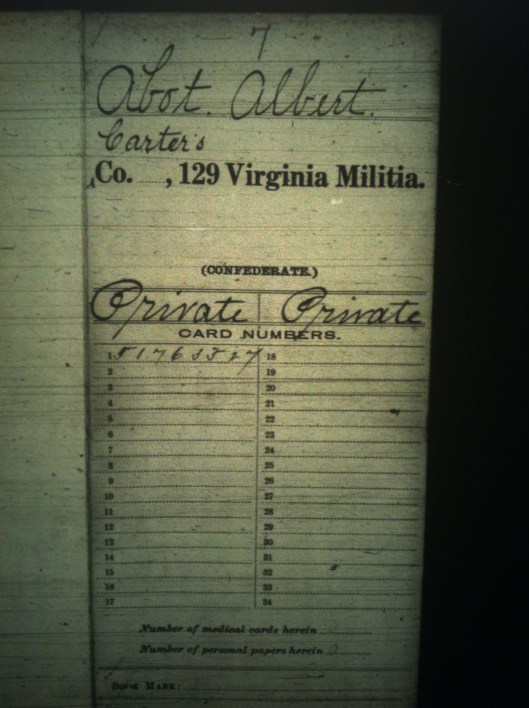 7
Abot. Albert.
Carter's
Co. , 129 Virginia Militia.
(CONFEDERATE.)
Private | Private
CARD NUMBERS.
1 18
2 19
3 20
4 21
5 22
6 23
7 24
8 25
9 26
10 27
11 28
12 29
13 30
14 31
15 32
16 33
17 34
Number of medical cards herein
Number of personal papers herein 0
BOOK MARK: